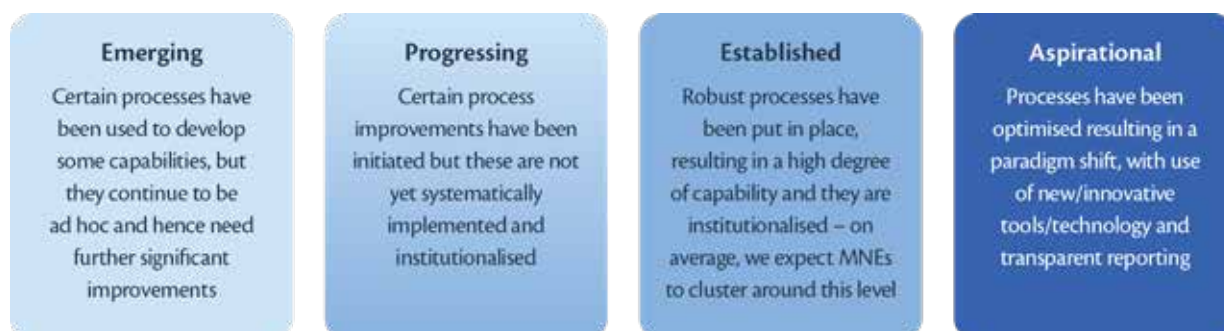 Emerging
Certain processes have
been used to develop
some capabilities, but
they continue to be
ad hoc and hence need
further significant
improvements
Progressing
Certain process
improvements have been
initiated but these are not
yet systematically
implemented and
institutionalised
Established
Robust processes have
been put in place,
resulting in a high degree
of capability and they are
institutionalised – on
average, we expect MNEs
to cluster around this level
Aspirational
Processes have been
optimised resulting in a
paradigm shift, with use
of new/innovative
tools/technology and
transparent reporting